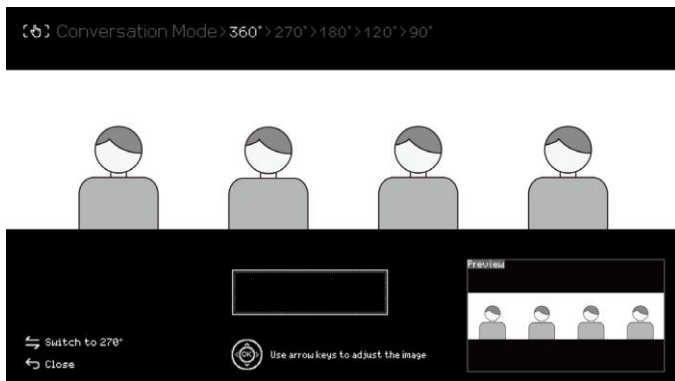 Conversation Mode>360°>270°>180°>120°>90°
Preview
Switch to 270°
Close
OK
Use arrow keys to adjust the image